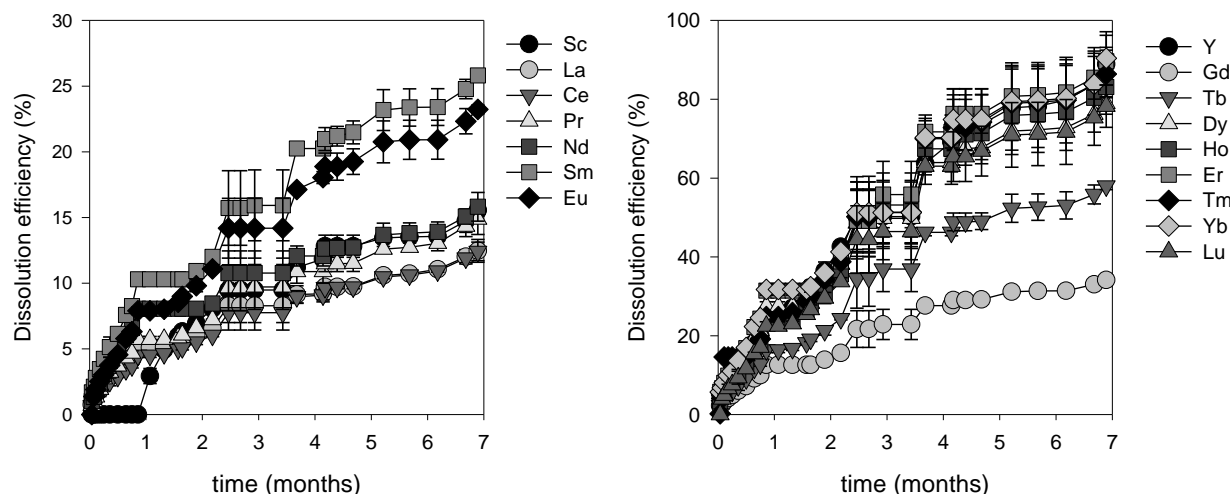 Dissolution efficiency (%)
30
25
20
15
10
5
0
0 1 2 3 4 5 6 7
time (months)
Sc
La
Ce
Pr
Nd
Sm
Eu
Dissolution efficiency (%)
100
80
60
40
20
0
0 1 2 3 4 5 6 7
time (months)
Y
Gd
Tb
Dy
Ho
Er
Tm
Yb
Lu